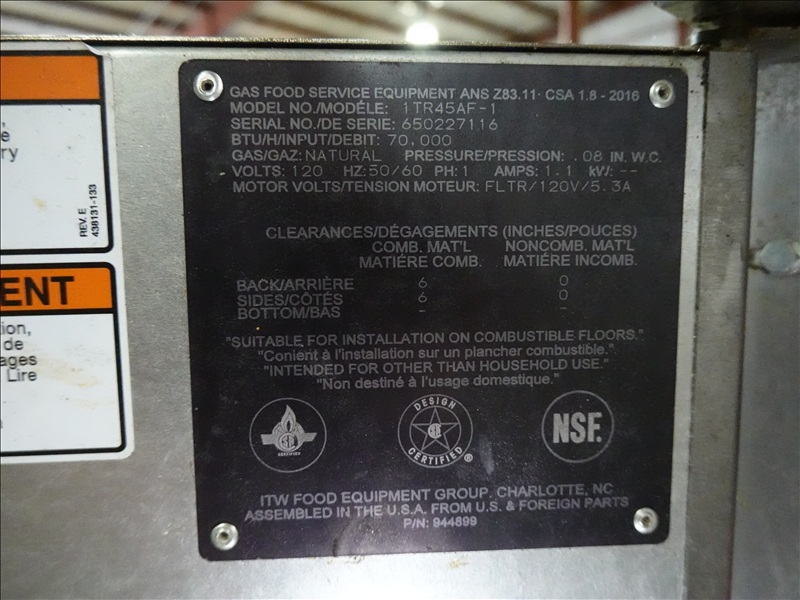 GAS FOOD SERVICE EQUIPMENT ANS Z83.11· CSA 1.8 - 2016
MODEL NO./MODÉLE: 1TR45AF-1
SERIAL NO./DE SERIE: 650227116
BTU/H/INPUT/DEBIT: 70,000
GAS/GAZ: NATURAL PRESSURE/PRESSION: .08 IN. W.C.
VOLTS: 120 HZ: 50/60 PH: 1 AMPS: 1.1 kW: --
MOTOR VOLTS/TENSION MOTEUR: FLTR/120V/5.3A
CLEARANCES/DÉGAGEMENTS (INCHES/POUCES)
COMB. MAT'L NONCOMB. MAT'L
MATIÉRE COMB. MATIÉRE INCOMB.
BACK/ARRIÈRE 6 0
SIDES/CÔTÉS 6 0
BOTTOM/BAS - -
"SUITABLE FOR INSTALLATION ON COMBUSTIBLE FLOORS."
"Conient à l'installation sur un plancher combustible."
"INTENDED FOR OTHER THAN HOUSEHOLD USE."
"Non destiné à l'usage domestique."
DESIGN
CERTIFIED
®
NSF.
CERTIFIED
ITW FOOD EQUIPMENT GROUP, CHARLOTTE, NC
ASSEMBLED IN THE U.S.A. FROM U.S. & FOREIGN PARTS
P/N: 944899
REV. E
438131-133
ENT
ion,
de
ages
Lire